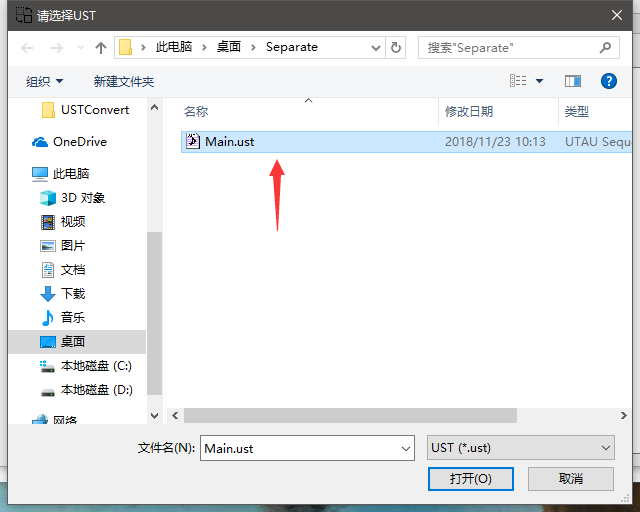 请选择UST
此电脑 桌面 Separate
搜索"Separate"
组织 新建文件夹
名称 修改日期 类型
USTConvert
OneDrive
此电脑
3D 对象
视频
图片
文档
下载
音乐
桌面
本地磁盘 (C:)
本地磁盘 (D:)
网络
Main.ust 2018/11/23 10:13 UTAU Sequ
文件名(N): Main.ust UST (*.ust)
打开(O) 取消